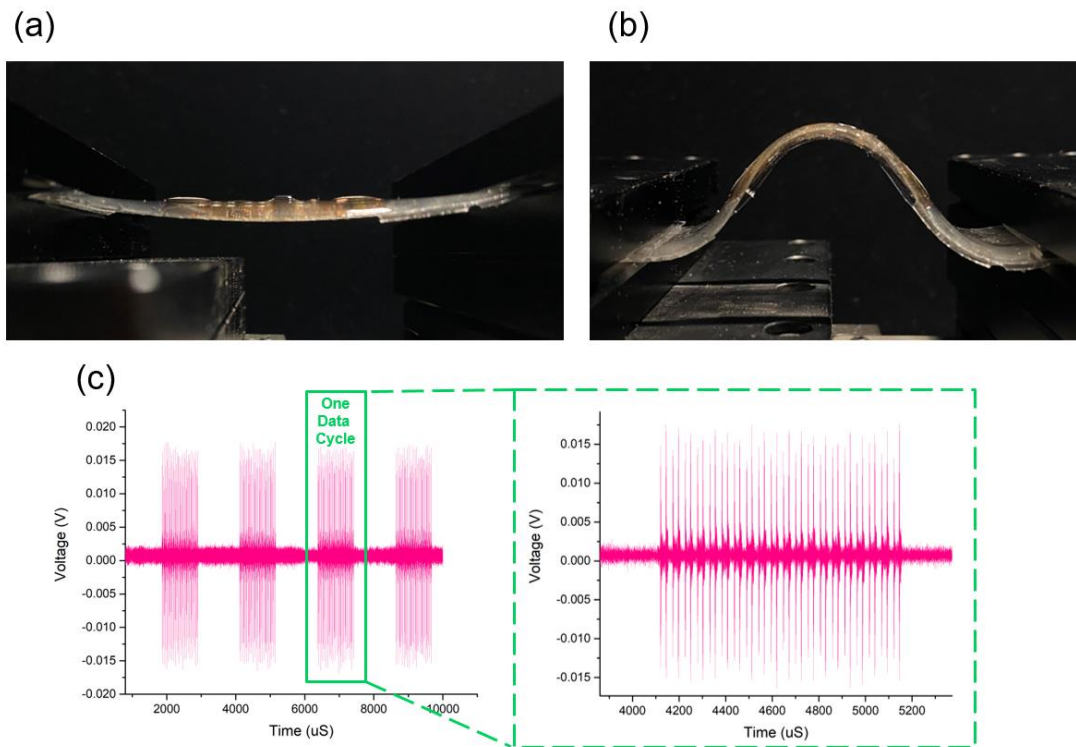 (a)
(b)
(c)
One
Data
Cycle
0.020
0.015
0.010
0.005
0.000
-0.005
-0.010
-0.015
-0.020
Voltage (V)
2000 4000 6000 8000 10000
Time (uS)
0.015
0.010
0.005
0.000
-0.005
-0.010
-0.015
Voltage (V)
4000 4200 4400 4600 4800 5000 5200
Time (uS)